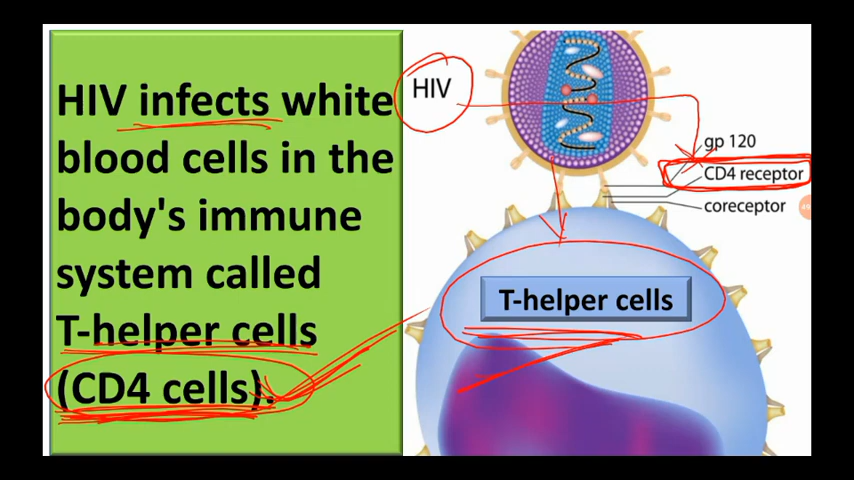 HIV infects white
blood cells in the
body's immune
system called
T-helper cells
(CD4 cells).
HIV
gp 120
CD4 receptor
coreceptor
T-helper cells